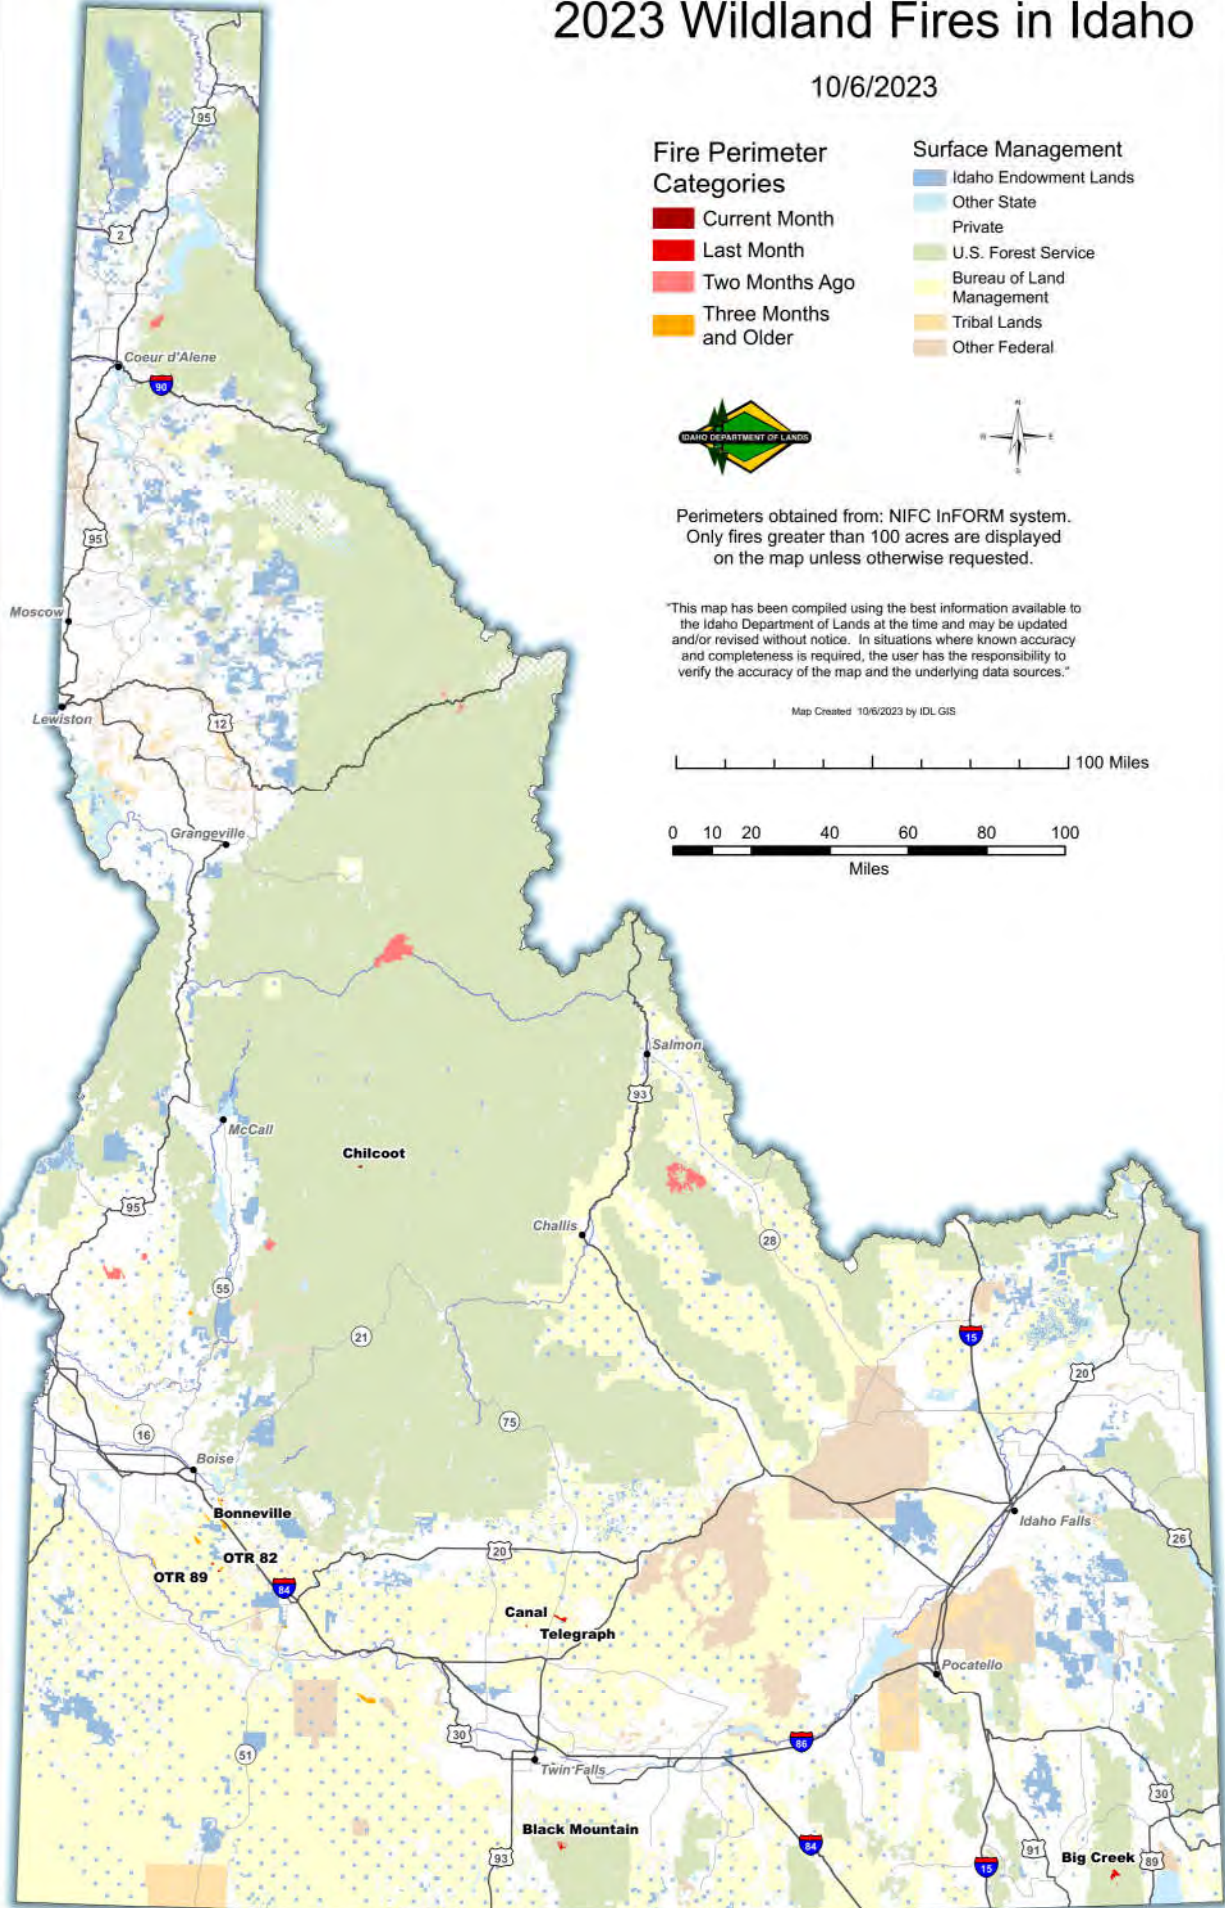 2023 Wildland Fires in Idaho
10/6/2023
Fire Perimeter
Categories
Current Month
Last Month
Two Months Ago
Three Months
and Older
Surface Management
Idaho Endowment Lands
Other State
Private
U.S. Forest Service
Bureau of Land
Management
Tribal Lands
Other Federal
IDAHO DEPARTMENT OF LANDS
N
W
E
S
Perimeters obtained from: NIFC InFORM system.
Only fires greater than 100 acres are displayed
on the map unless otherwise requested.
"This map has been compiled using the best information available to
the Idaho Department of Lands at the time and may be updated
and/or revised without notice. In situations where known accuracy
and completeness is required, the user has the responsibility to
verify the accuracy of the map and the underlying data sources."
Map Created 10/6/2023 by IDL GIS
100 Miles
0 10 20 40 60 80 100
Miles
95
2
Coeur d'Alene
90
95
Moscow
Lewiston
12
Grangeville
Salmon
93
McCall
Chilcoot
95
Challis
28
55
21
15
20
75
16
Boise
Bonneville
Idaho Falls
26
OTR 82
20
OTR 89
84
Canal
Telegraph
Pocatello
30
86
51
Twin Falls
30
Black Mountain
84
93
91
Big Creek
89
15